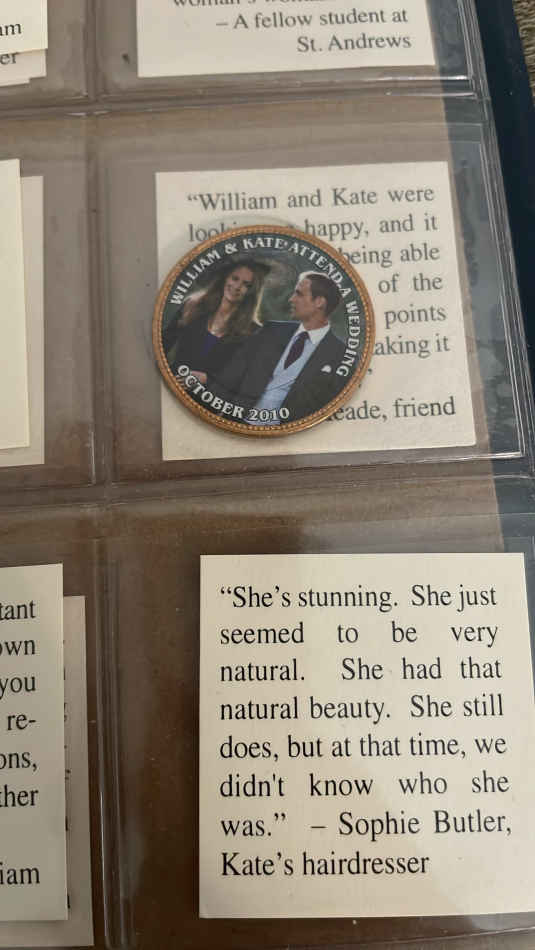 – A fellow student at
St. Andrews
er
“William and Kate were
happy, and it
being able
of the
points
aking it
eade, friend
WILLIAM & KATE ATTEND A WEDDING
OCTOBER 2010
tant
own
you
re-
ons,
ther
iam
“She’s stunning. She just
seemed to be very
natural. She had that
natural beauty. She still
does, but at that time, we
didn't know who she
was.” – Sophie Butler,
Kate’s hairdresser